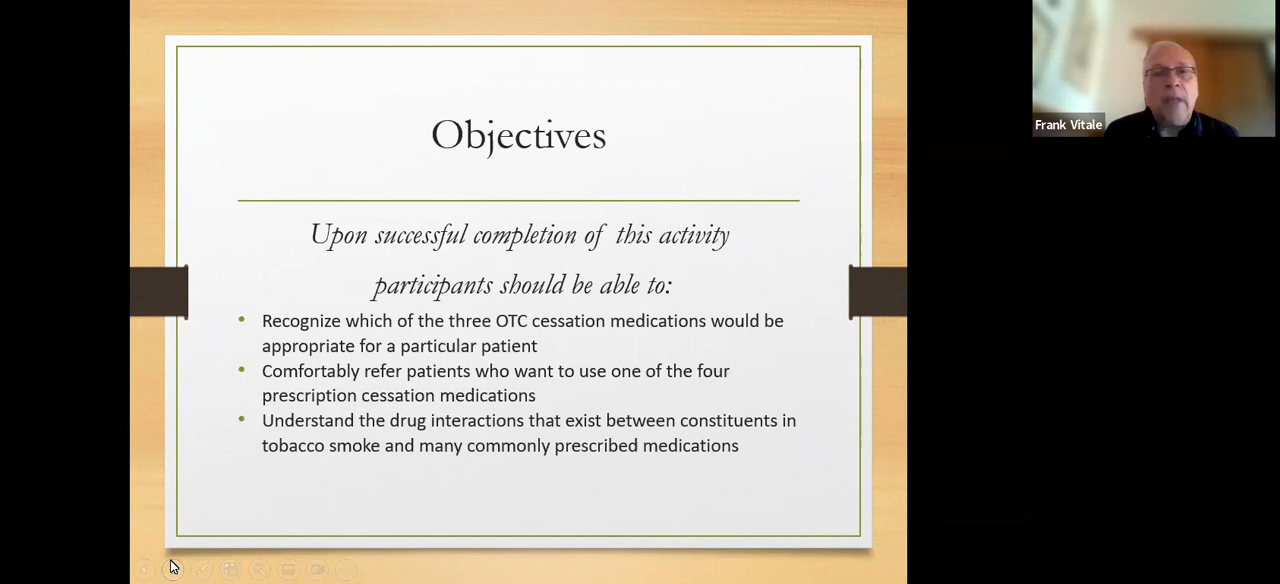 Objectives
Upon successful completion of this activity
participants should be able to:
• Recognize which of the three OTC cessation medications would be
appropriate for a particular patient
• Comfortably refer patients who want to use one of the four
prescription cessation medications
• Understand the drug interactions that exist between constituents in
tobacco smoke and many commonly prescribed medications
Frank Vitale